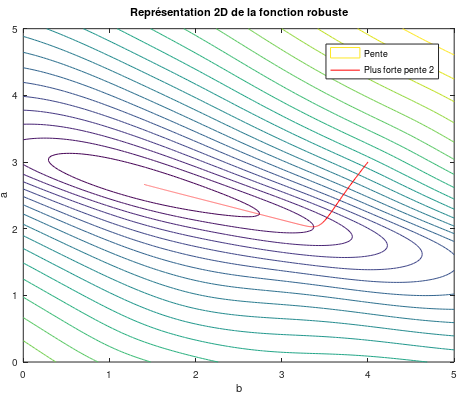 Représentation 2D de la fonction robuste
Pente
Plus forte pente 2
5
4
3
2
1
0
a
0 1 2 3 4 5
b